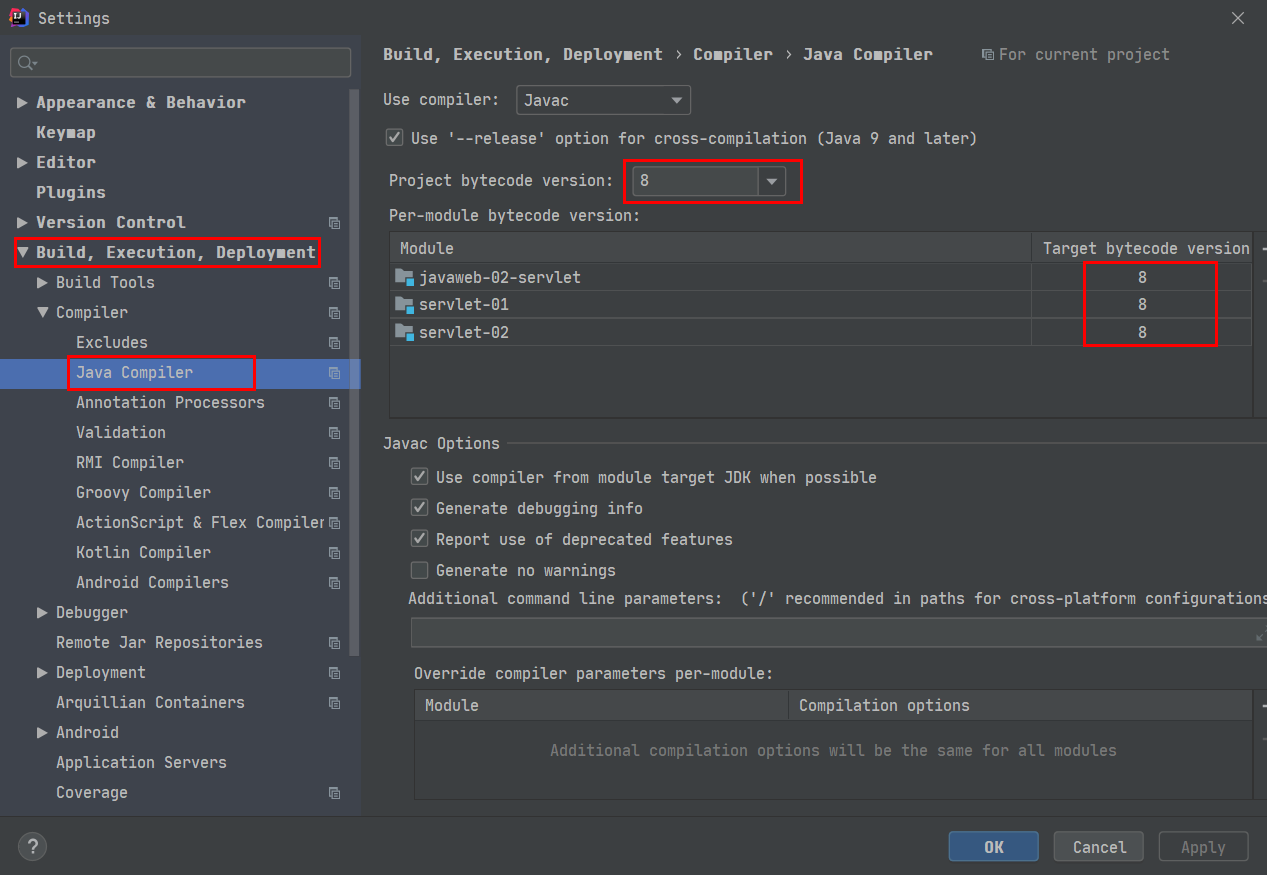 Settings
Appearance & Behavior
Keymap
Editor
Plugins
Version Control
Build, Execution, Deployment
Build Tools
Compiler
Excludes
Java Compiler
Annotation Processors
Validation
RMI Compiler
Groovy Compiler
ActionScript & Flex Compiler
Kotlin Compiler
Android Compilers
Debugger
Remote Jar Repositories
Deployment
Arquillian Containers
Android
Application Servers
Coverage
Build, Execution, Deployment › Compiler › Java Compiler For current project
Use compiler: Javac
Use '--release' option for cross-compilation (Java 9 and later)
Project bytecode version: 8
Per-module bytecode version:
Module Target bytecode version
javaweb-02-servlet 8
servlet-01 8
servlet-02 8
Javac Options
Use compiler from module target JDK when possible
Generate debugging info
Report use of deprecated features
Generate no warnings
Additional command line parameters: ('/' recommended in paths for cross-platform configurations
Override compiler parameters per-module:
Module Compilation options
Additional compilation options will be the same for all modules
? OK Cancel Apply